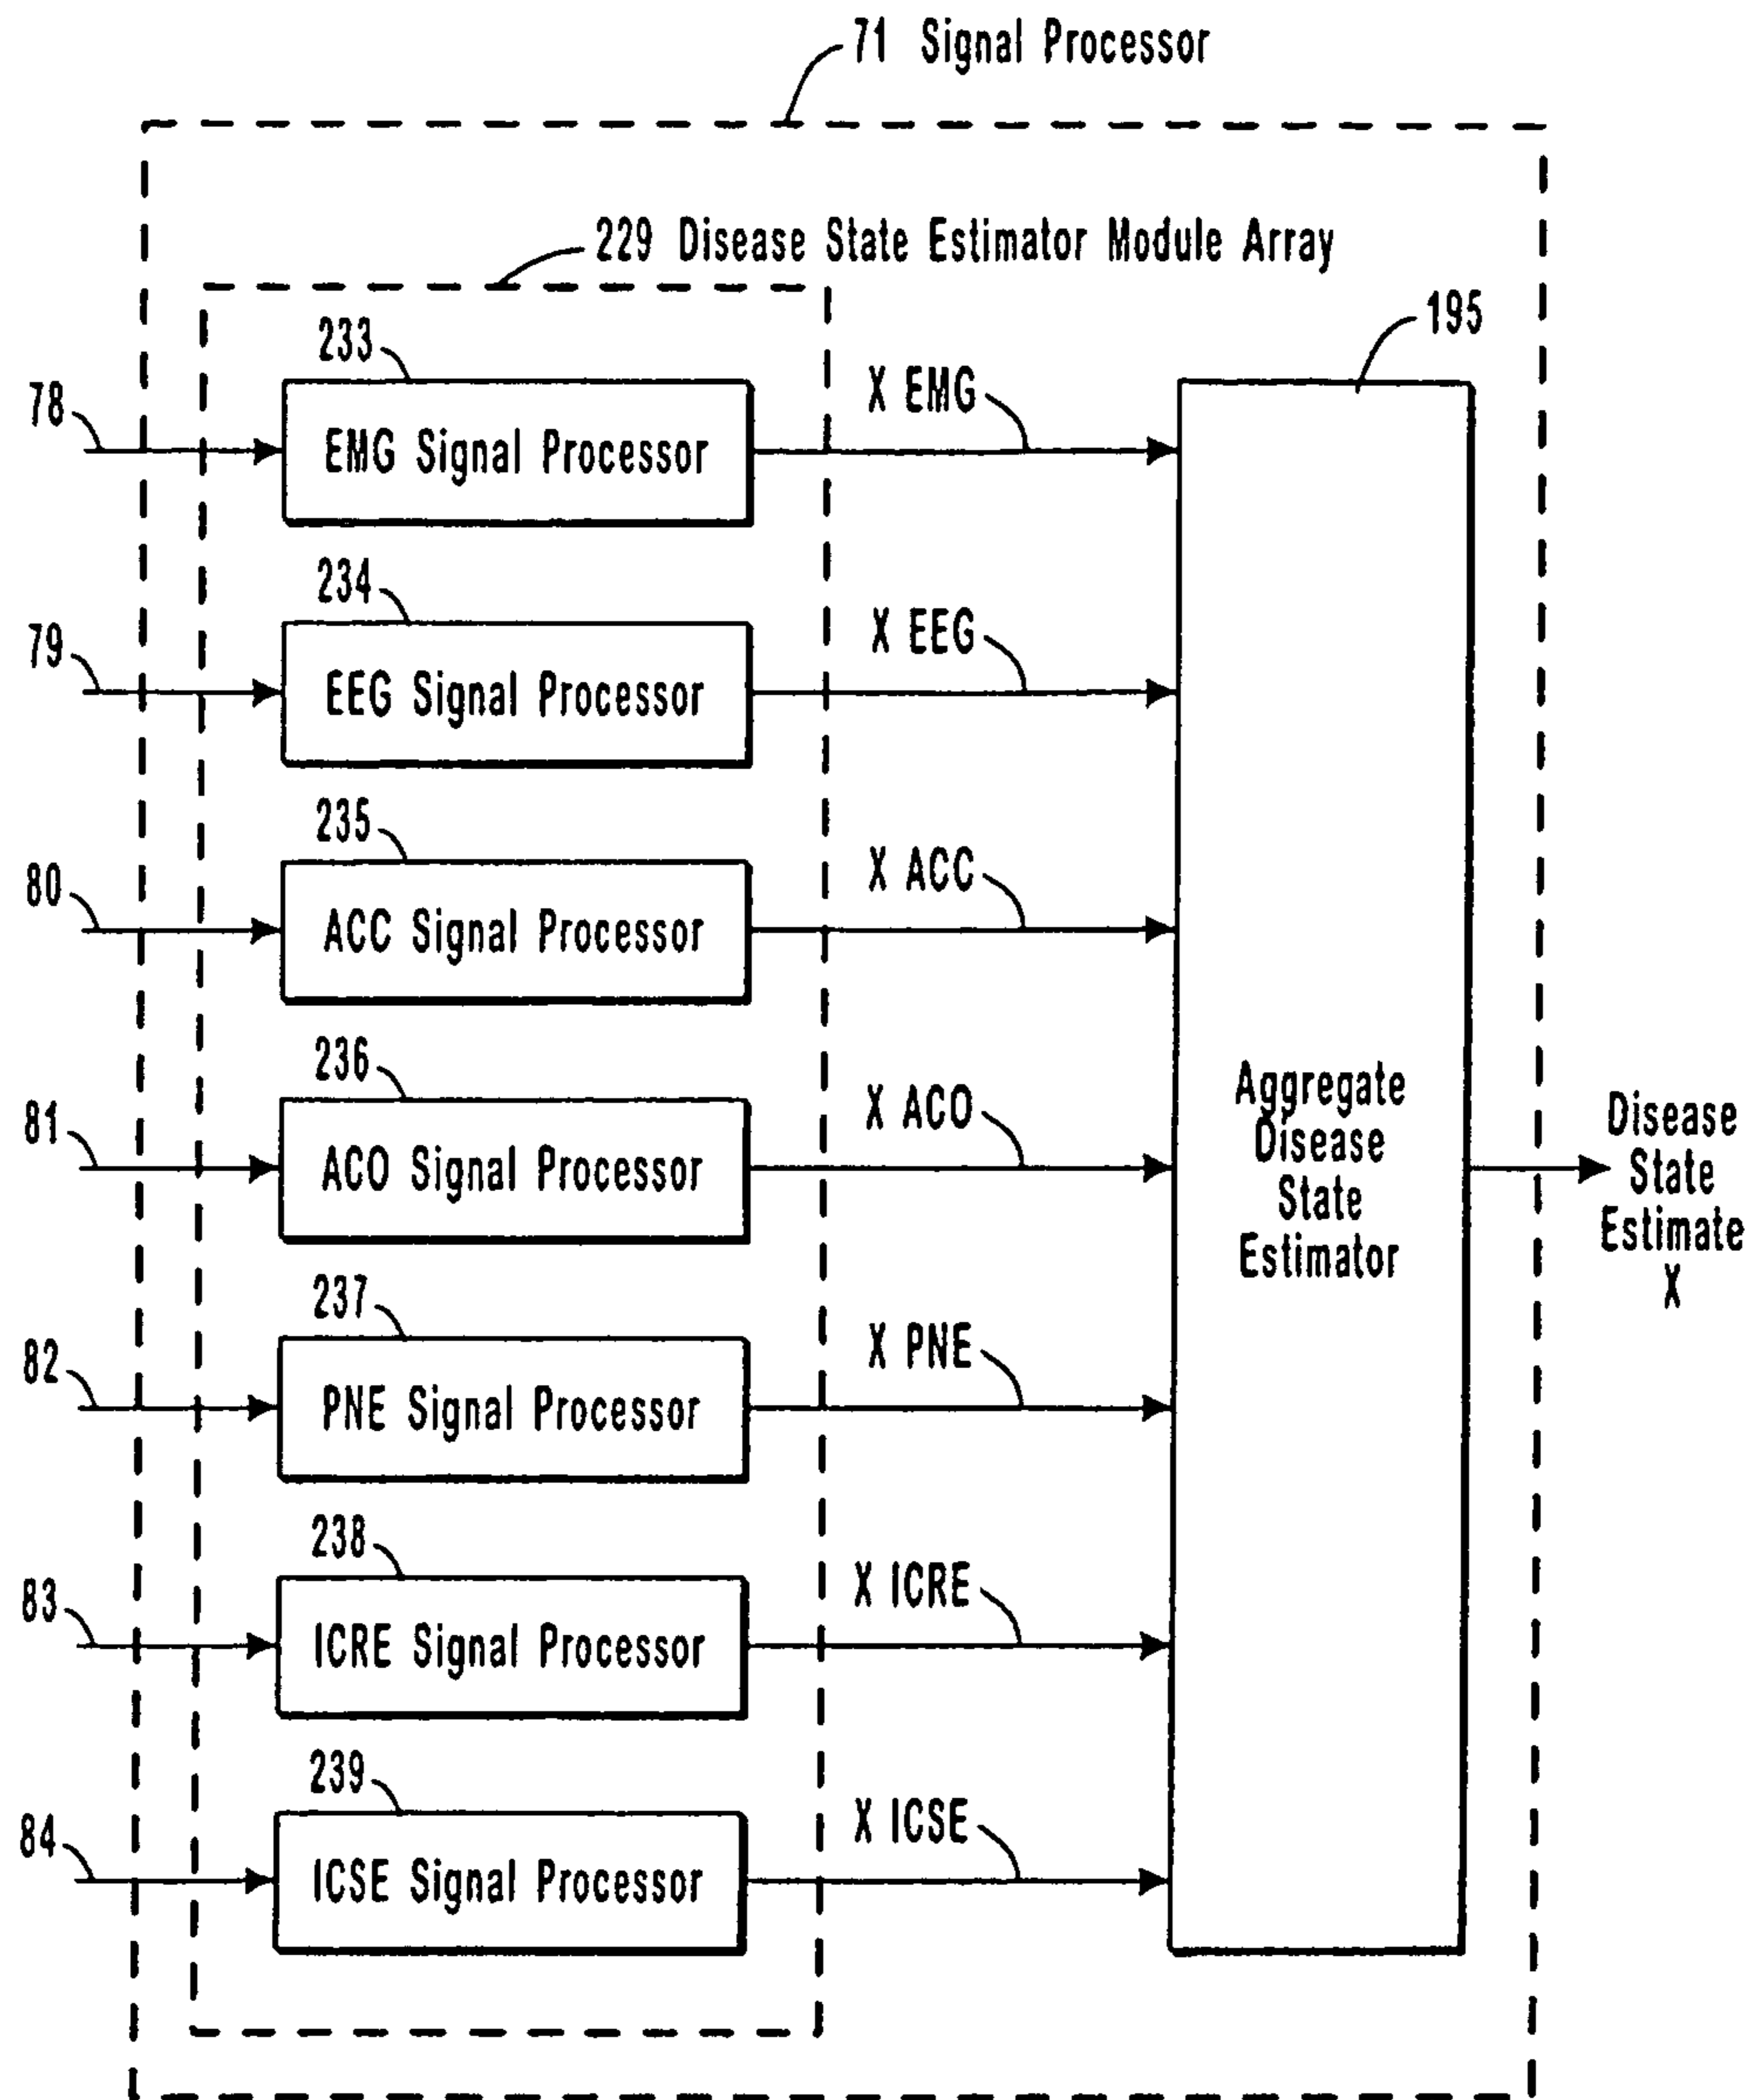 71 Signal Processor
229 Disease State Estimator Module Array
195
233
78
EMG Signal Processor
X EMG
234
79
EEG Signal Processor
X EEG
235
80
ACC Signal Processor
X ACC
236
81
ACO Signal Processor
X ACO
Aggregate
Disease
State
Estimator
Disease
State
Estimate
X
237
82
PNE Signal Processor
X PNE
238
83
ICRE Signal Processor
X ICRE
239
84
ICSE Signal Processor
X ICSE